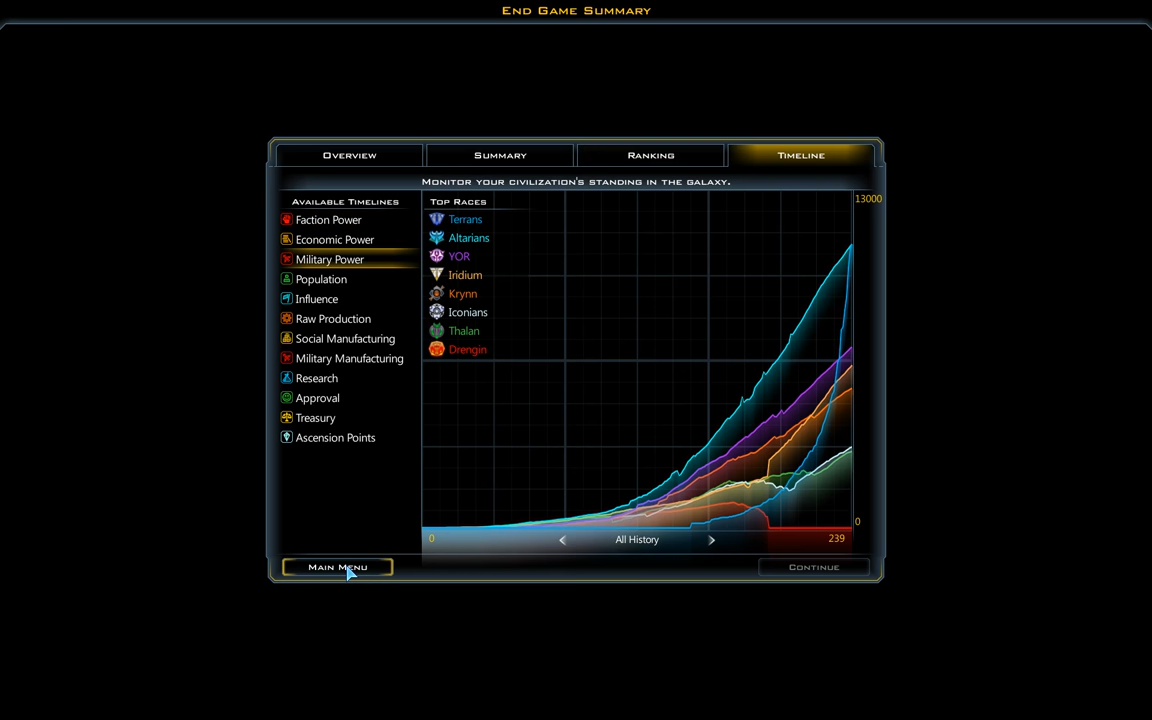 END GAME SUMMARY
OVERVIEW
SUMMARY
RANKING
TIMELINE
MONITOR YOUR CIVILIZATION'S STANDING IN THE GALAXY.
AVAILABLE TIMELINES
Faction Power
Economic Power
Military Power
Population
Influence
Raw Production
Social Manufacturing
Military Manufacturing
Research
Approval
Treasury
Ascension Points
TOP RACES
Terrans
Altarians
YOR
Iridium
Krynn
Iconians
Thalan
Drengin
13000
0
0
All History
239
MAIN MENU
CONTINUE